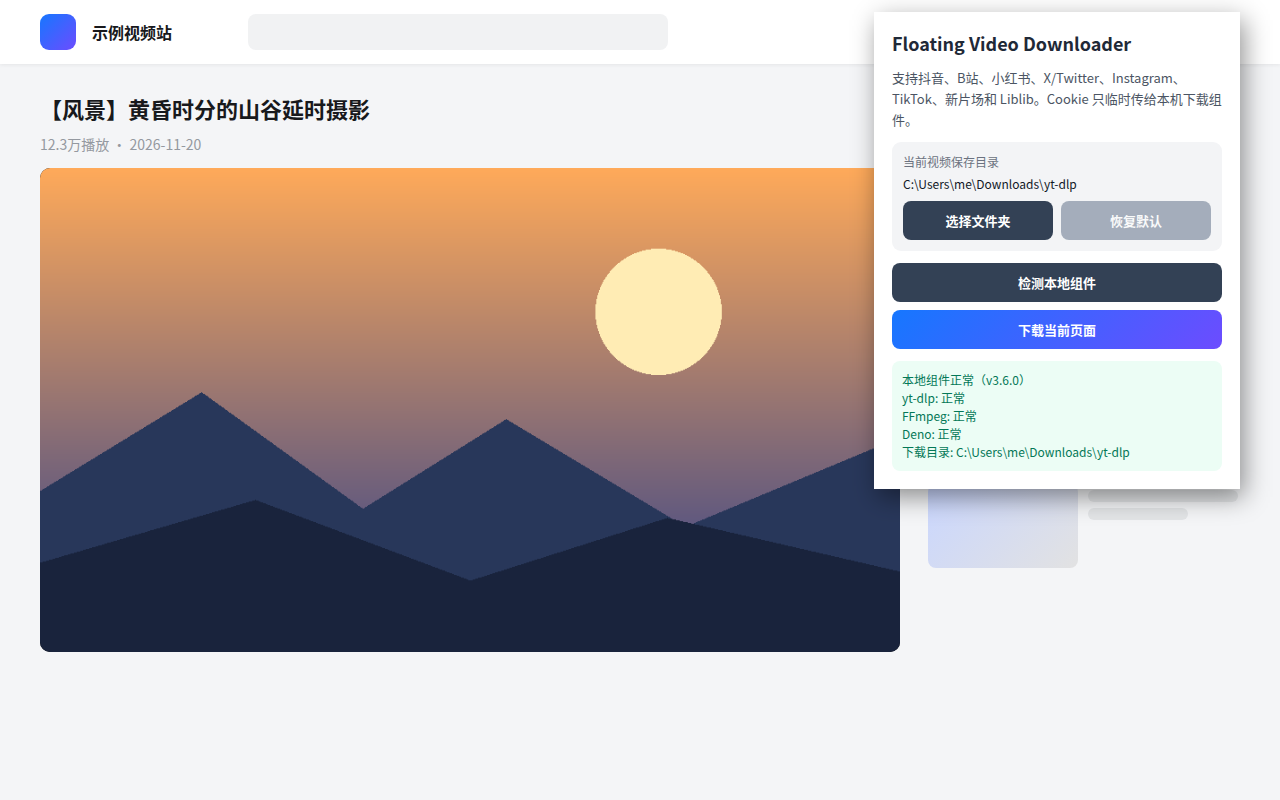 示例视频站
【风景】黄昏时分的山谷延时摄影
12.3万播放 · 2026-11-20
Floating Video Downloader
支持抖音、B站、小红书、X/Twitter、Instagram、
TikTok、新片场和 Liblib。Cookie 只临时传给本机下载组
件。
当前视频保存目录
C:\Users\me\Downloads\yt-dlp
选择文件夹
恢复默认
检测本地组件
下载当前页面
本地组件正常（v3.6.0）
yt-dlp: 正常
FFmpeg: 正常
Deno: 正常
下载目录: C:\Users\me\Downloads\yt-dlp